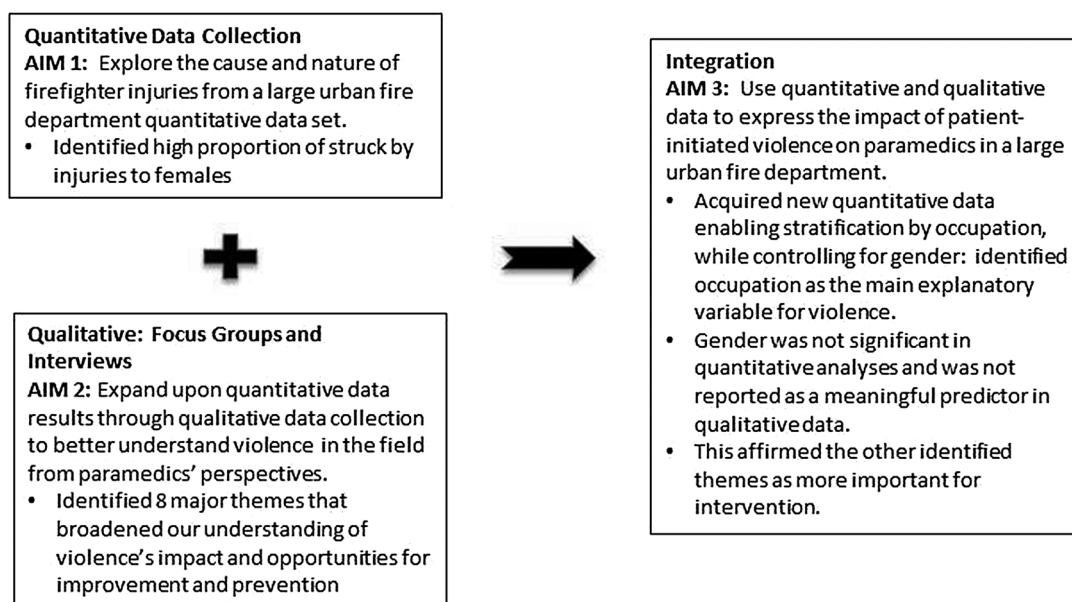 Quantitative Data Collection
AIM 1: Explore the cause and nature of
firefighter injuries from a large urban fire
department quantitative data set.
• Identified high proportion of struck by
injuries to females
Qualitative: Focus Groups and
Interviews
AIM 2: Expand upon quantitative data
results through qualitative data collection
to better understand violence in the field
from paramedics' perspectives.
• Identified 8 major themes that
broadened our understanding of
violence's impact and opportunities for
improvement and prevention
Integration
AIM 3: Use quantitative and qualitative
data to express the impact of patient-
initiated violence on paramedics in a large
urban fire department.
• Acquired new quantitative data
enabling stratification by occupation,
while controlling for gender: identified
occupation as the main explanatory
variable for violence.
• Gender was not significant in
quantitative analyses and was not
reported as a meaningful predictor in
qualitative data.
• This affirmed the other identified
themes as more important for
intervention.